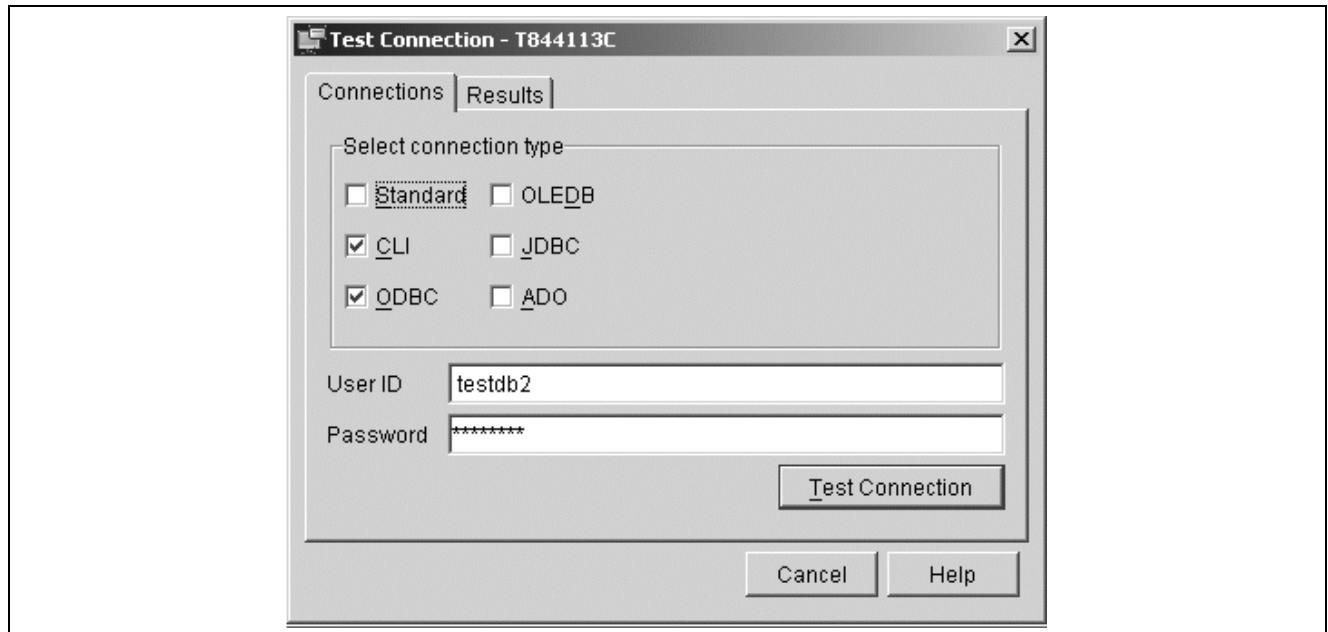 Test Connection - T844113C
Connections Results
Select connection type
Standard OLEDB
CLI JDBC
ODBC ADO
User ID testdb2
Password ********
Test Connection
Cancel Help